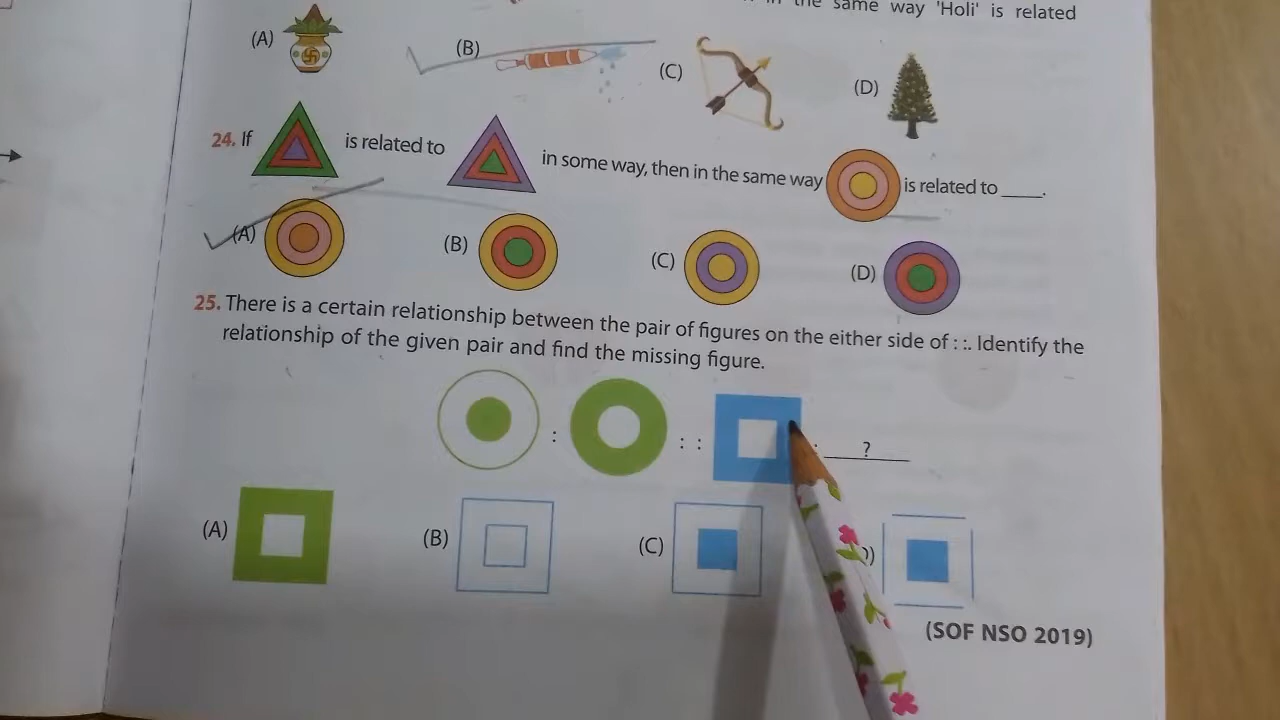 the same way 'Holi' is related
(A) (B) (C) (D)
24. If is related to in some way, then in the same way is related to ____.
(A) (B) (C) (D)
25. There is a certain relationship between the pair of figures on the either side of : :. Identify the
relationship of the given pair and find the missing figure.
: : : : ?
(A) (B) (C) )
(SOF NSO 2019)